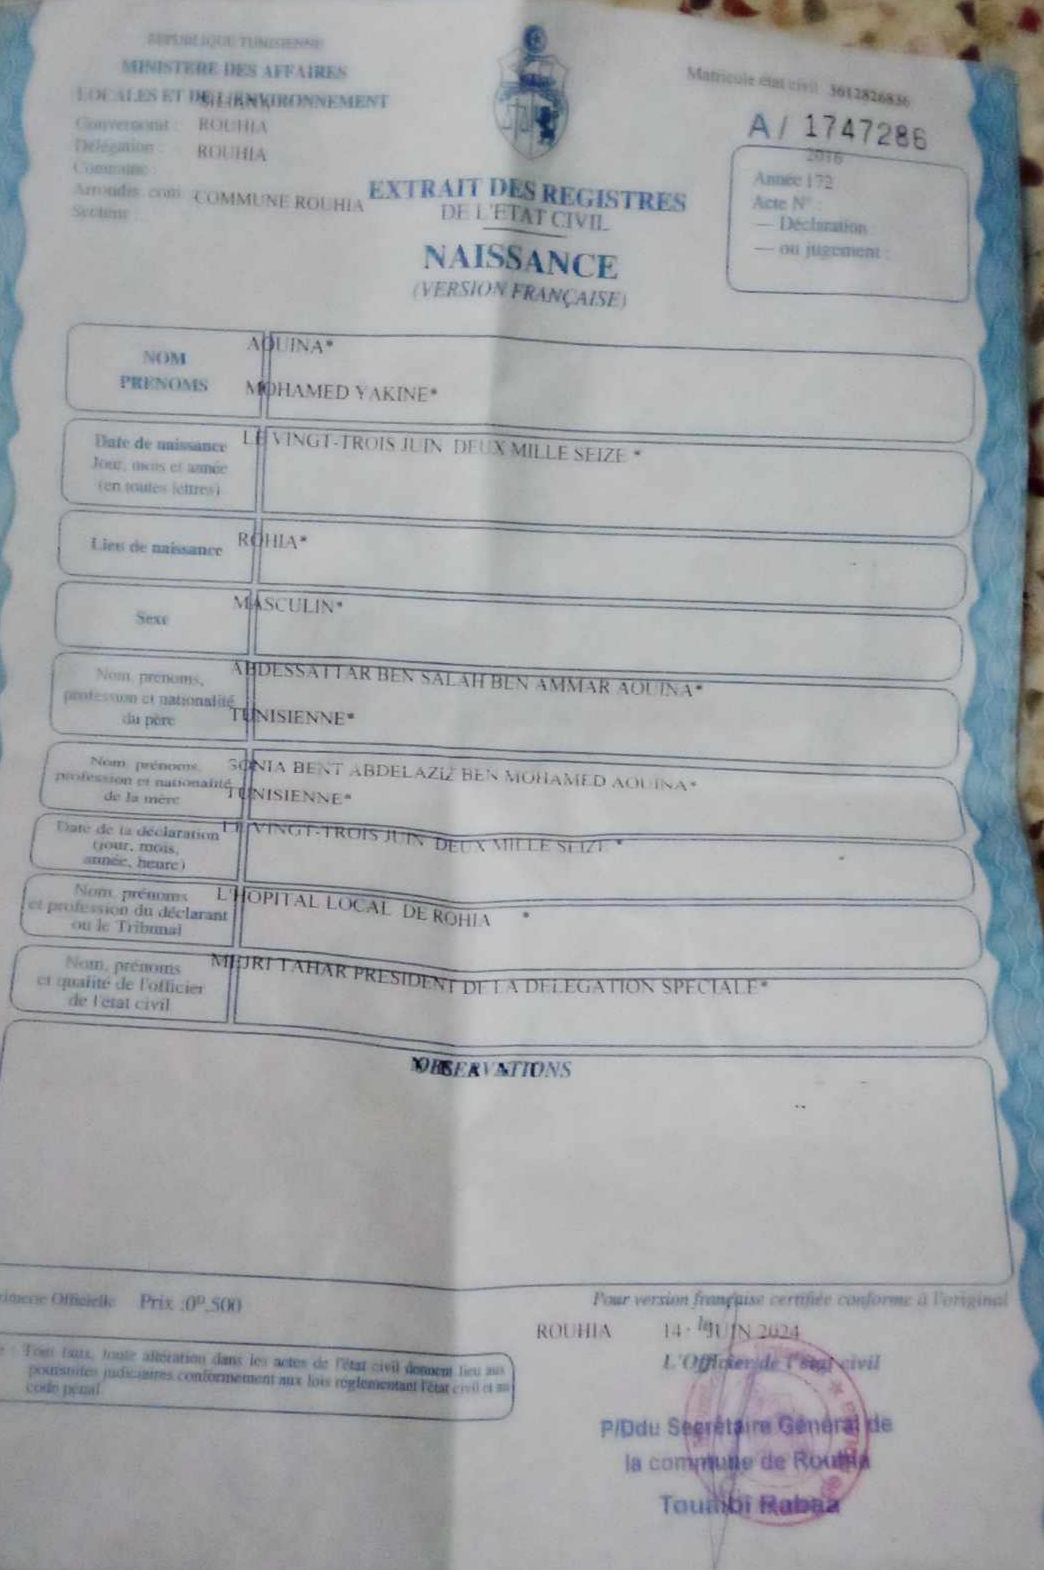 REPUBLIQUE TUNISIENNE
MINISTERE DES AFFAIRES
LOCALES ET DE L'ENVIRONNEMENT
SILIANA
Gouvernorat : ROUHIA
Délégation : ROUHIA
Commune :
Arrondis. com COMMUNE ROUHIA
Secteur :
Matricule état civil 3612826836
A / 1747286
2016
Année 172
Acte N° :
— Déclaration :
— ou jugement :
EXTRAIT DES REGISTRES
DE L'ETAT CIVIL
NAISSANCE
(VERSION FRANÇAISE)
NOM
PRENOMS
AOUINA*
MOHAMED YAKINE*
Date de naissance
Jour, mois et année
(en toutes lettres)
LE VINGT-TROIS JUIN DEUX MILLE SEIZE *
Lieu de naissance
ROHIA*
Sexe
MASCULIN*
Nom, prenoms,
profession et nationalité
du père
ABDESSATTAR BEN SALAH BEN AMMAR AOUINA*
TUNISIENNE*
Nom, prénoms,
profession et nationalité
de la mère
SONIA BENT ABDELAZIZ BEN MOHAMED AOUINA*
TUNISIENNE*
Date de la déclaration
(jour, mois,
année, heure)
LE VINGT-TROIS JUIN DEUX MILLE SEIZE *
Nom, prénoms
et profession du déclarant
ou le Tribunal
L'HOPITAL LOCAL DE ROHIA *
Nom, prénoms
et qualité de l'officier
de l'état civil
MEJRI TAHAR PRESIDENT DE LA DELEGATION SPECIALE*
OBSERVATIONS
Officielle Prix :0ᴰ,500
Pour version française certifiée conforme à l'original
ROUHIA 14 · le JUIN 2024
L'Officier de l'état civil
: Tout faux, toute altération dans les actes de l'état civil donnent lieu aux
poursuites judiciaires conformement aux lois réglementant l'état civil et au
code pénal
P/Ddu Secrétaire Général de
la commune de Rouhia
Toumbi Rabaa